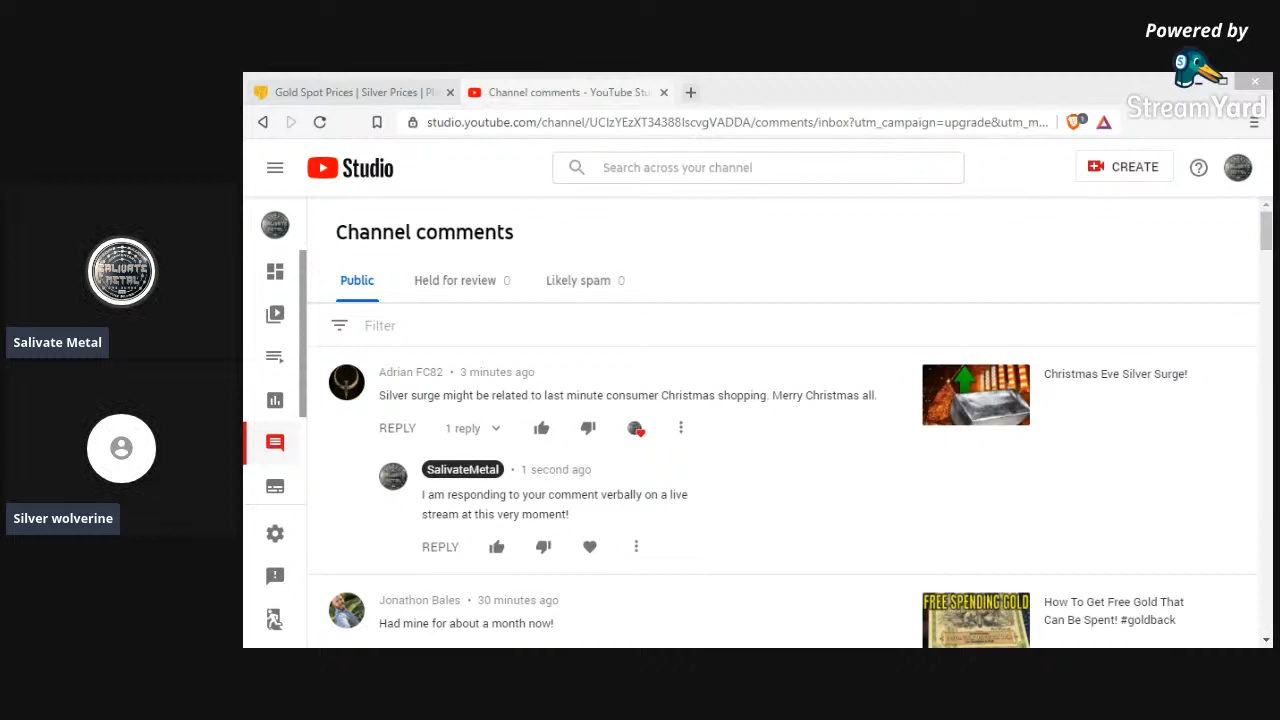 Powered by
StreamYard
Gold Spot Prices | Silver Prices | Pl
Channel comments - YouTube Stu
studio.youtube.com/channel/UCIzYEzXT34388IscvgVADDA/comments/inbox?utm_campaign=upgrade&utm_m...
1
Studio
Search across your channel
CREATE
Channel comments
Public
Held for review 0
Likely spam 0
Filter
Adrian FC82 • 3 minutes ago
Silver surge might be related to last minute consumer Christmas shopping. Merry Christmas all.
REPLY
1 reply
Christmas Eve Silver Surge!
SalivateMetal • 1 second ago
I am responding to your comment verbally on a live
stream at this very moment!
REPLY
Jonathon Bales • 30 minutes ago
Had mine for about a month now!
FREE SPENDING GOLD
How To Get Free Gold That
Can Be Spent! #goldback
SALIVATE
METAL
Salivate Metal
Silver wolverine